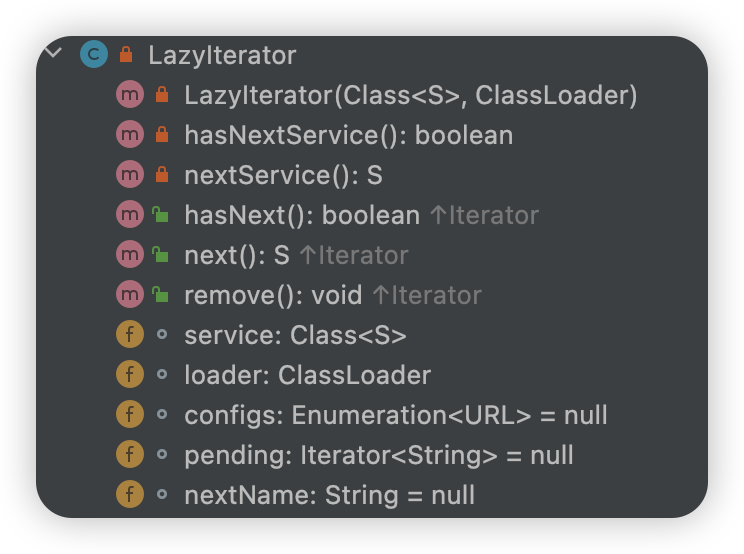 C LazyIterator
m LazyIterator(Class<S>, ClassLoader)
m hasNextService(): boolean
m nextService(): S
m hasNext(): boolean ↑Iterator
m next(): S ↑Iterator
m remove(): void ↑Iterator
f service: Class<S>
f loader: ClassLoader
f configs: Enumeration<URL> = null
f pending: Iterator<String> = null
f nextName: String = null